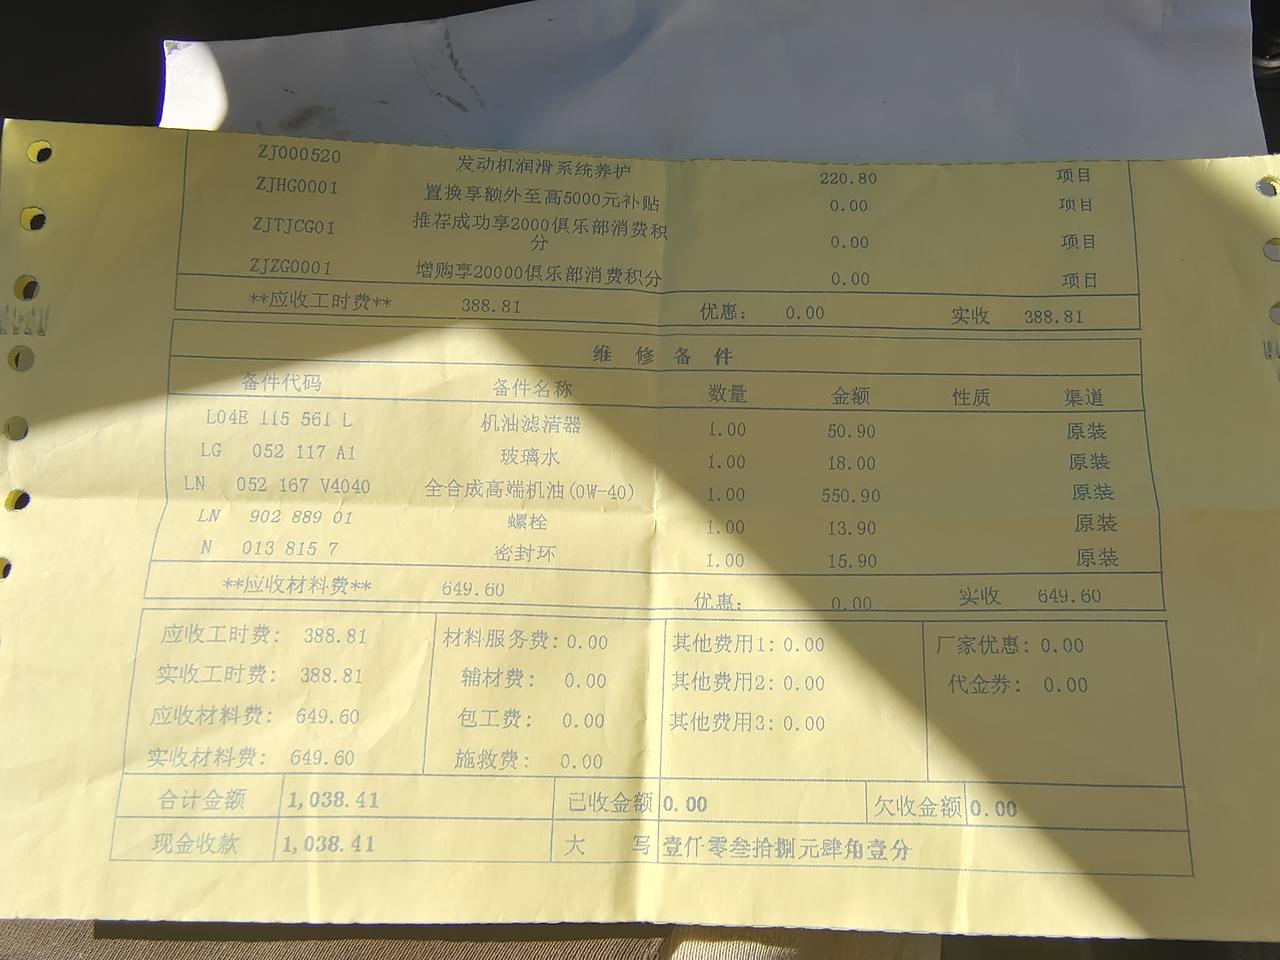 ZJ000520 发动机润滑系统养护 220.80 项目
ZJHG0001 置换享额外至高5000元补贴 0.00 项目
ZJTJCG01 推荐成功享2000俱乐部消费积分 0.00 项目
ZJZG0001 增购享20000俱乐部消费积分 0.00 项目
**应收工时费** 388.81 优惠: 0.00 实收 388.81
维 修 备 件
备件代码 备件名称 数量 金额 性质 渠道
L04E 115 561 L 机油滤清器 1.00 50.90 原装
LG 052 117 A1 玻璃水 1.00 18.00 原装
LN 052 167 V4040 全合成高端机油(0W-40) 1.00 550.90 原装
LN 902 889 01 螺栓 1.00 13.90 原装
N 013 815 7 密封环 1.00 15.90 原装
**应收材料费** 649.60 优惠: 0.00 实收 649.60
应收工时费: 388.81 材料服务费: 0.00 其他费用1: 0.00 厂家优惠: 0.00
实收工时费: 388.81 辅材费: 0.00 其他费用2: 0.00 代金券: 0.00
应收材料费: 649.60 包工费: 0.00 其他费用3: 0.00
实收材料费: 649.60 施救费: 0.00
合计金额 1,038.41 已收金额 0.00 欠收金额 0.00
现金收款 1,038.41 大 写 壹仟零叁拾捌元肆角壹分